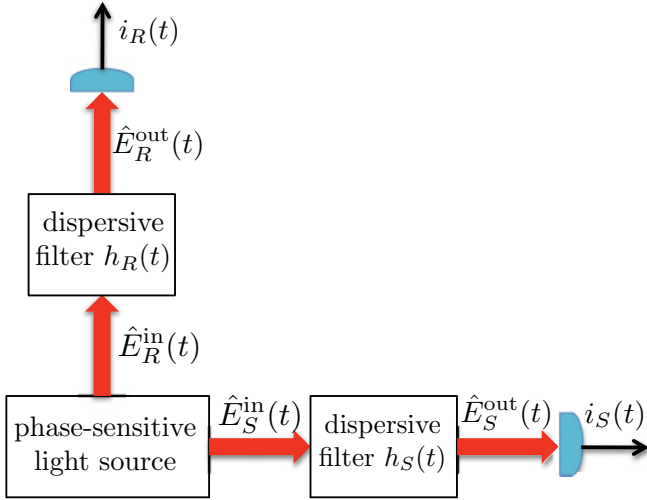 i_R(t)
Ê_R^out(t)
dispersive
filter h_R(t)
Ê_R^in(t)
phase-sensitive
light source
Ê_S^in(t)
dispersive
filter h_S(t)
Ê_S^out(t)
i_S(t)